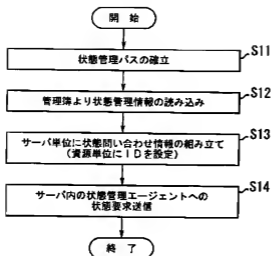 開 始
S11
状態管理パスの確立
S12
管理簿より状態管理情報の読み込み
S13
サーバ単位に状態問い合わせ情報の組み立て
(資源単位にIDを設定)
S14
サーバ内の状態管理エージェントへの
状態要求送信
終 了